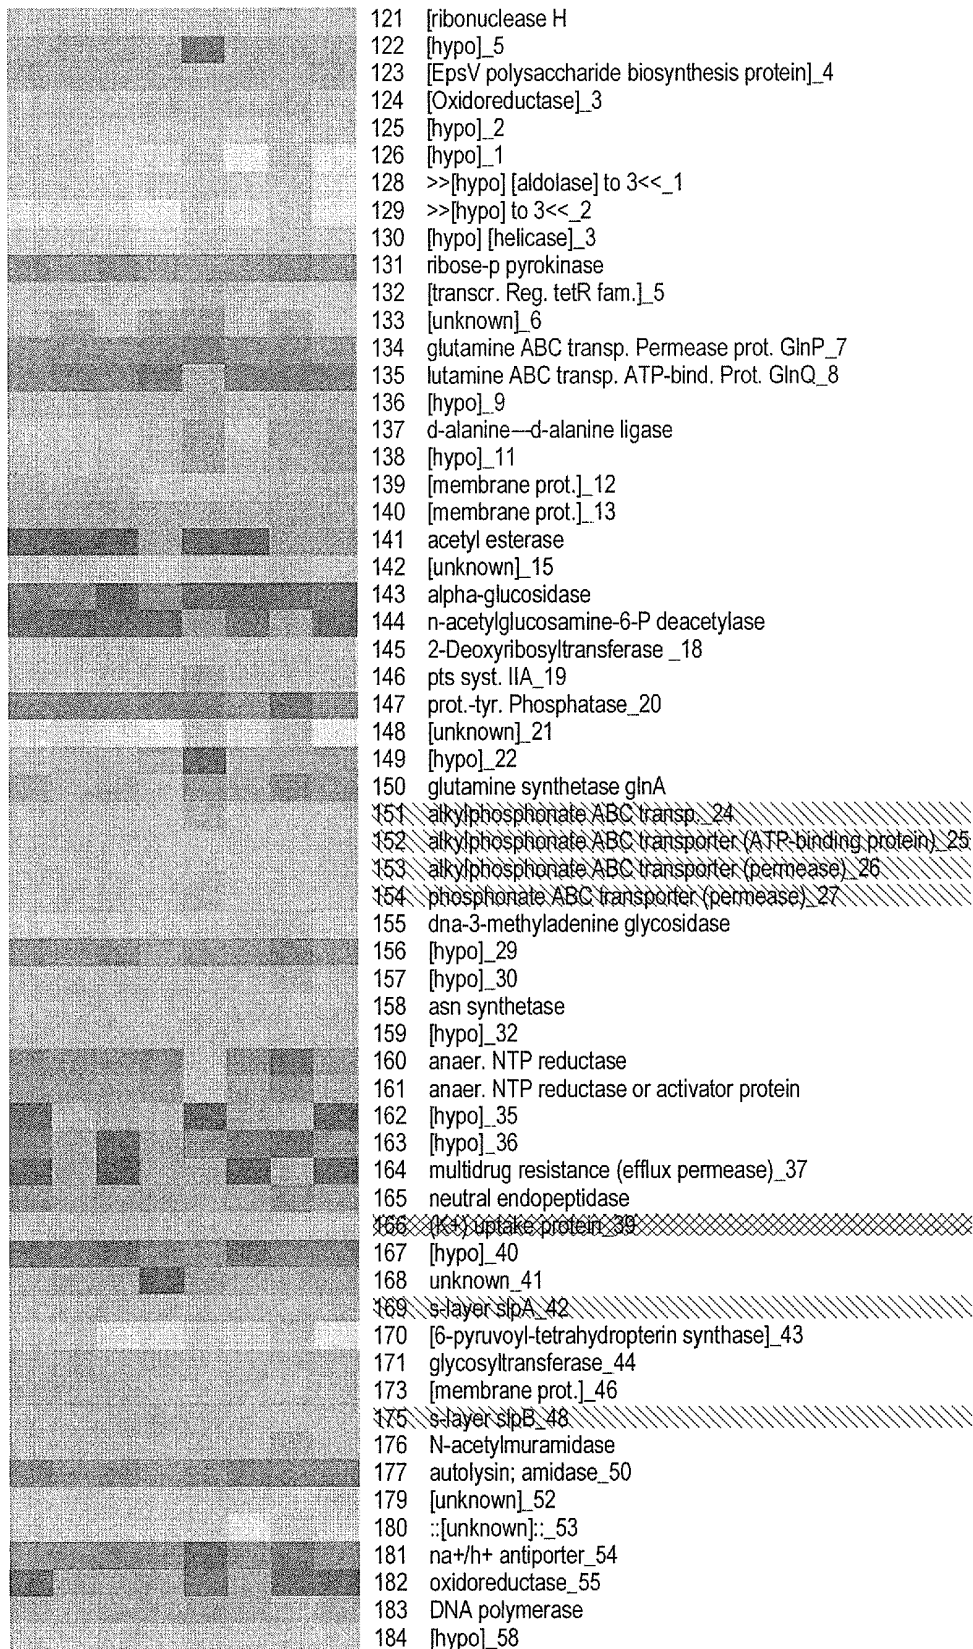 121 [ribonuclease H
122 [hypo]_5
123 [EpsV polysaccharide biosynthesis protein]_4
124 [Oxidoreductase]_3
125 [hypo]_2
126 [hypo]_1
128 >>[hypo] [aldolase] to 3<<_1
129 >>[hypo] to 3<<_2
130 [hypo] [helicase]_3
131 ribose-p pyrokinase
132 [transcr. Reg. tetR fam.]_5
133 [unknown]_6
134 glutamine ABC transp. Permease prot. GlnP_7
135 lutamine ABC transp. ATP-bind. Prot. GlnQ_8
136 [hypo]_9
137 d-alanine—d-alanine ligase
138 [hypo]_11
139 [membrane prot.]_12
140 [membrane prot.]_13
141 acetyl esterase
142 [unknown]_15
143 alpha-glucosidase
144 n-acetylglucosamine-6-P deacetylase
145 2-Deoxyribosyltransferase _18
146 pts syst. IIA_19
147 prot.-tyr. Phosphatase_20
148 [unknown]_21
149 [hypo]_22
150 glutamine synthetase glnA
151 alkylphosphonate ABC transp._24
152 alkylphosphonate ABC transporter (ATP-binding protein)_25
153 alkylphosphonate ABC transporter (permease)_26
154 phosphonate ABC transporter (permease)_27
155 dna-3-methyladenine glycosidase
156 [hypo]_29
157 [hypo]_30
158 asn synthetase
159 [hypo]_32
160 anaer. NTP reductase
161 anaer. NTP reductase or activator protein
162 [hypo]_35
163 [hypo]_36
164 multidrug resistance (efflux permease)_37
165 neutral endopeptidase
166 (K+) uptake protein_39
167 [hypo]_40
168 unknown_41
169 s-layer slpA_42
170 [6-pyruvoyl-tetrahydropterin synthase]_43
171 glycosyltransferase_44
173 [membrane prot.]_46
175 s-layer slpB_48
176 N-acetylmuramidase
177 autolysin; amidase_50
179 [unknown]_52
180 ::[unknown]::_53
181 na+/h+ antiporter_54
182 oxidoreductase_55
183 DNA polymerase
184 [hypo]_58